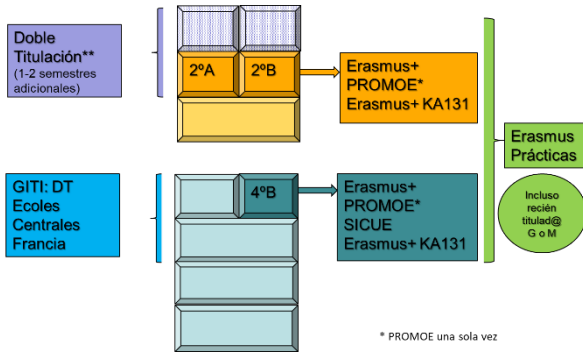 Doble
Titulación**
(1-2 semestres
adicionales)
2ºA
2ºB
Erasmus+
PROMOE*
Erasmus+ KA131
Erasmus
Prácticas
GITI: DT
Ecoles
Centrales
Francia
4ºB
Erasmus+
PROMOE*
SICUE
Erasmus+ KA131
Incluso
recién
titulad@
G o M
* PROMOE una sola vez